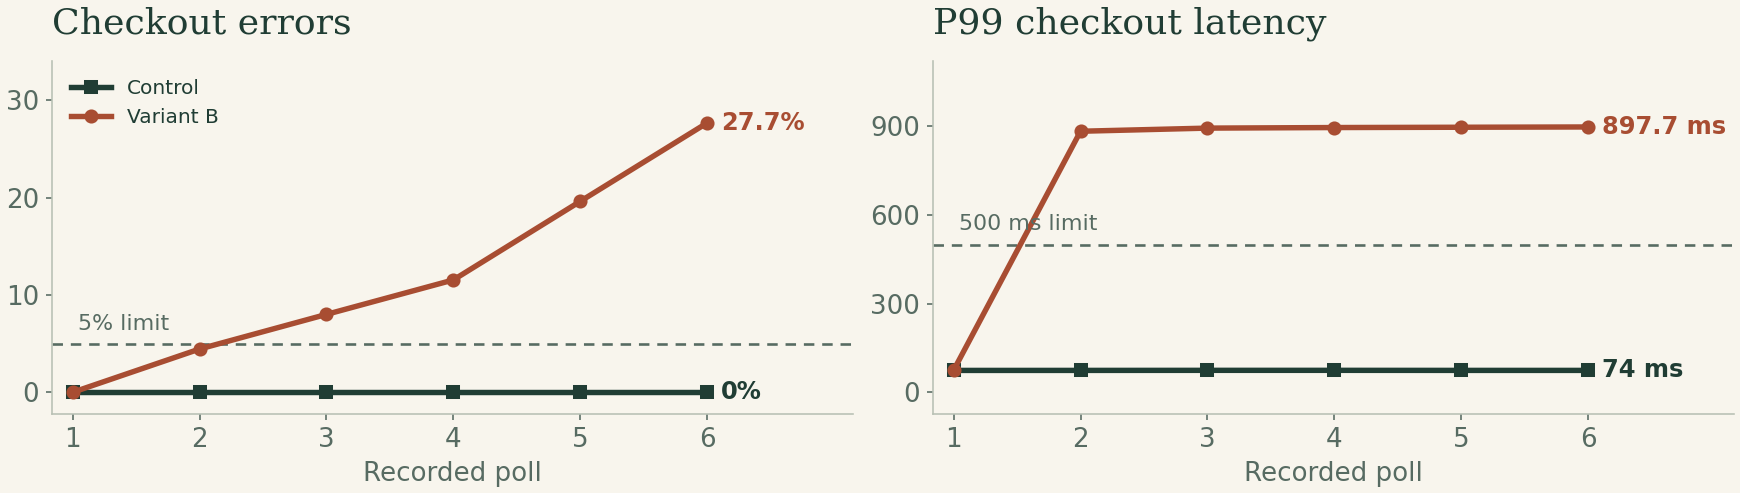 Checkout errors
30
20
10
0
Control
Variant B
27.7%
5% limit
0%
1 2 3 4 5 6
Recorded poll
P99 checkout latency
900
600
300
0
897.7 ms
500 ms limit
74 ms
1 2 3 4 5 6
Recorded poll